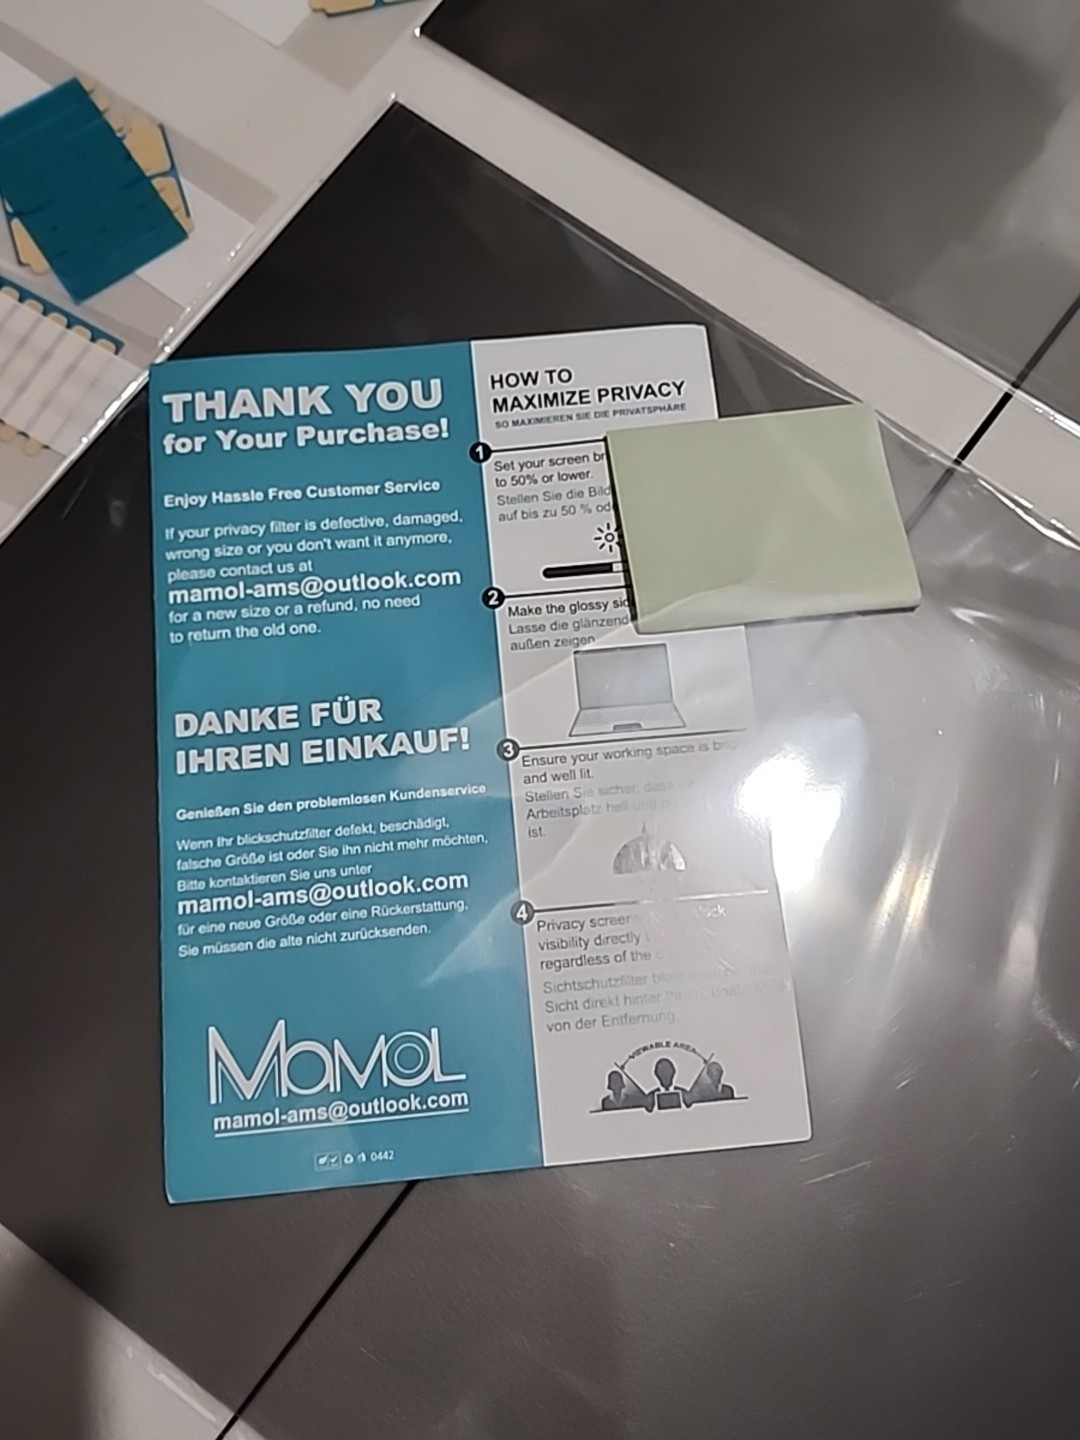 THANK YOU
for Your Purchase!
Enjoy Hassle Free Customer Service
If your privacy filter is defective, damaged,
wrong size or you don't want it anymore,
please contact us at
mamol-ams@outlook.com
for a new size or a refund, no need
to return the old one.
DANKE FÜR
IHREN EINKAUF!
Genießen Sie den problemlosen Kundenservice
Wenn Ihr blickschutzfilter defekt, beschädigt,
falsche Größe ist oder Sie ihn nicht mehr möchten,
Bitte kontaktieren Sie uns unter
mamol-ams@outlook.com
für eine neue Größe oder eine Rückerstattung,
Sie müssen die alte nicht zurücksenden.
MAMOL
mamol-ams@outlook.com
0442
HOW TO
MAXIMIZE PRIVACY
SO MAXIMIEREN SIE DIE PRIVATSPHÄRE
1
Set your screen br
to 50% or lower.
Stellen Sie die Bild
auf bis zu 50 % od
2
Make the glossy sid
Lasse die glänzend
außen zeigen
3
Ensure your working space is
and well lit.
Stellen Sie sicher, dass
Arbeitsplatz hell und
ist.
4
Privacy screen
visibility directly
regardless of the
Sichtschutzfilter
Sicht direkt hinter Ihnen,
von der Entfernung
VIEWABLE AREA